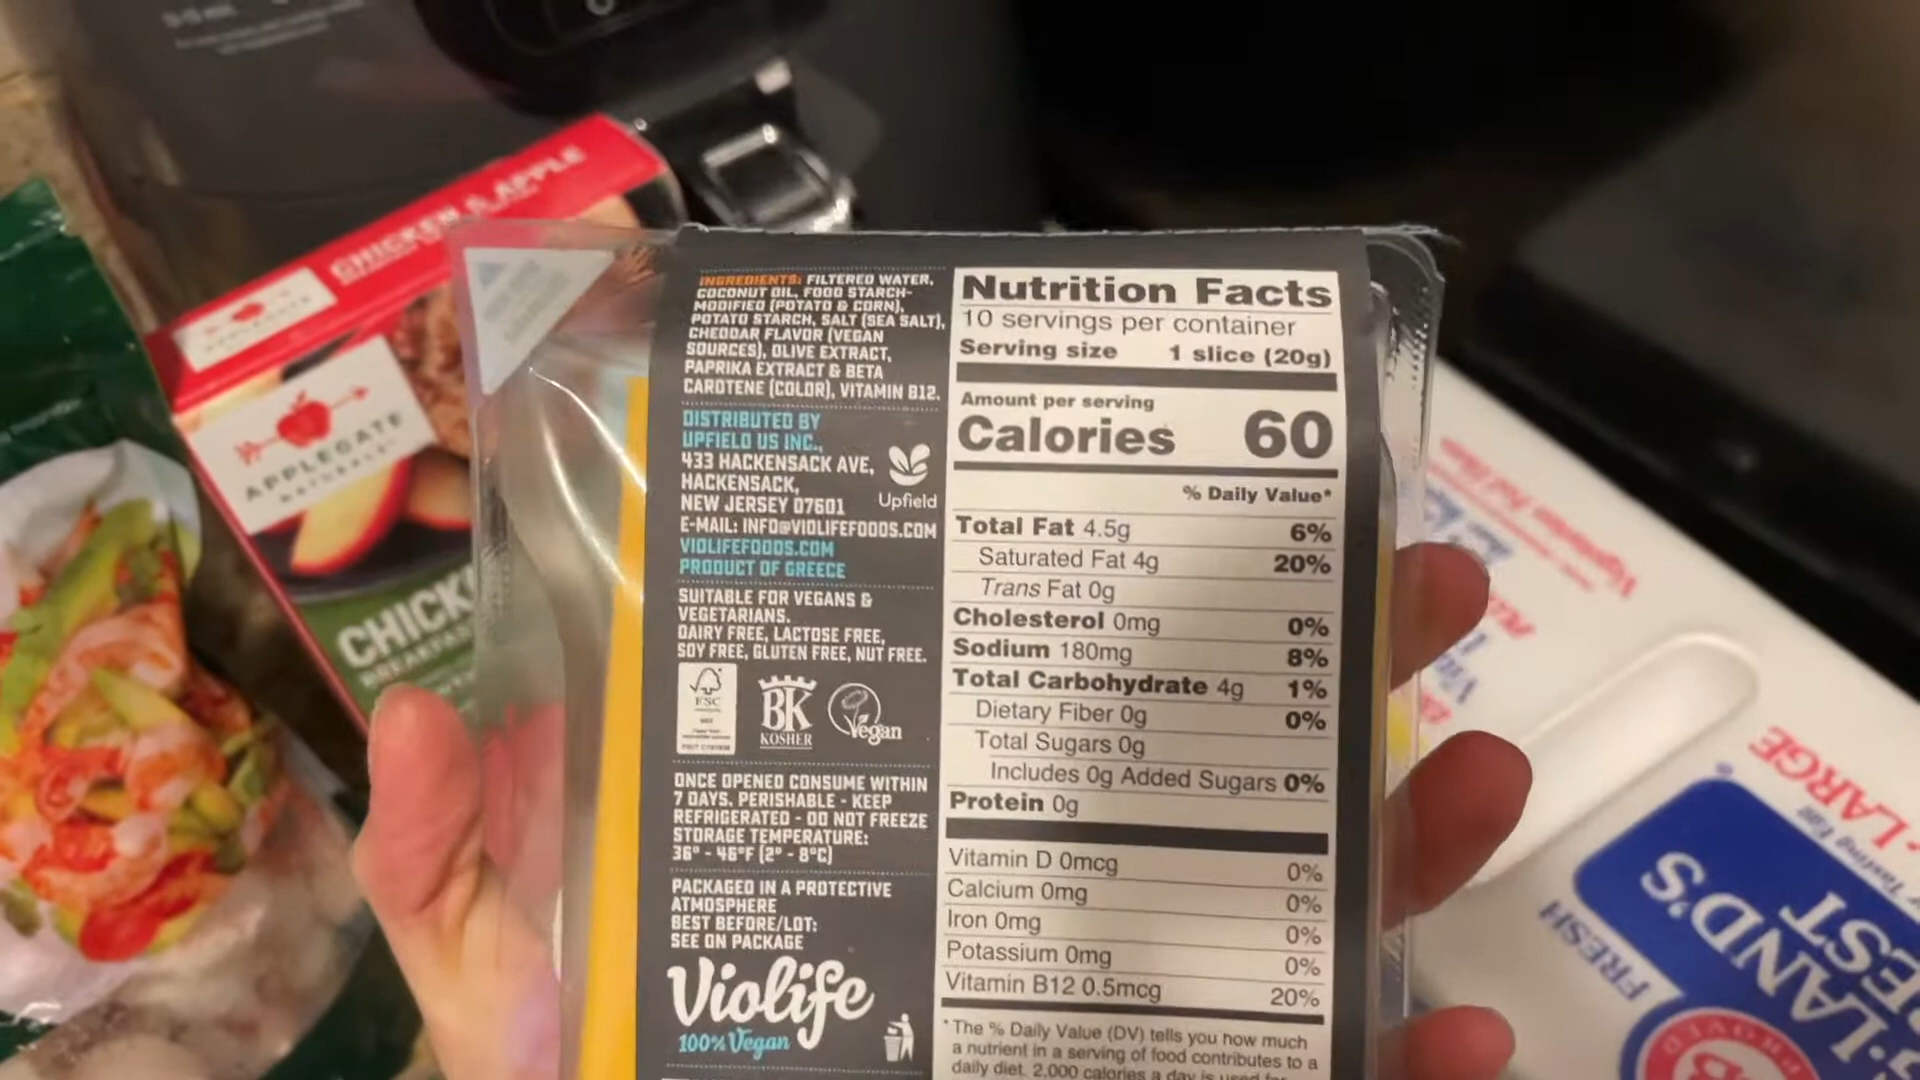 CHICKEN & APPLE
APPLEGATE
NATURALS
CHICK
BREAKFAS
INGREDIENTS: FILTERED WATER,
COCONUT OIL, FOOD STARCH-
MODIFIED (POTATO & CORN),
POTATO STARCH, SALT (SEA SALT),
CHEDDAR FLAVOR (VEGAN
SOURCES), OLIVE EXTRACT,
PAPRIKA EXTRACT & BETA
CAROTENE (COLOR), VITAMIN B12.
DISTRIBUTED BY
UPFIELD US INC.,
433 HACKENSACK AVE,
HACKENSACK,
NEW JERSEY 07601
Upfield
E-MAIL: INFO@VIOLIFEFOODS.COM
VIOLIFEFOODS.COM
PRODUCT OF GREECE
SUITABLE FOR VEGANS &
VEGETARIANS.
DAIRY FREE, LACTOSE FREE,
SOY FREE, GLUTEN FREE, NUT FREE.
FSC
BK
KOSHER
Vegan
ONCE OPENED CONSUME WITHIN
7 DAYS. PERISHABLE - KEEP
REFRIGERATED - DO NOT FREEZE
STORAGE TEMPERATURE:
36° - 46°F (2° - 8°C)
PACKAGED IN A PROTECTIVE
ATMOSPHERE
BEST BEFORE/LOT:
SEE ON PACKAGE
Violife
100% Vegan
Nutrition Facts
10 servings per container
Serving size 1 slice (20g)
Amount per serving
Calories 60
% Daily Value*
Total Fat 4.5g 6%
Saturated Fat 4g 20%
Trans Fat 0g
Cholesterol 0mg 0%
Sodium 180mg 8%
Total Carbohydrate 4g 1%
Dietary Fiber 0g 0%
Total Sugars 0g
Includes 0g Added Sugars 0%
Protein 0g
Vitamin D 0mcg 0%
Calcium 0mg 0%
Iron 0mg 0%
Potassium 0mg 0%
Vitamin B12 0.5mcg 20%
*The % Daily Value (DV) tells you how much
a nutrient in a serving of food contributes to a
daily diet. 2,000 calories a day is used for
LARGE
FRESH
LAND'S
EST